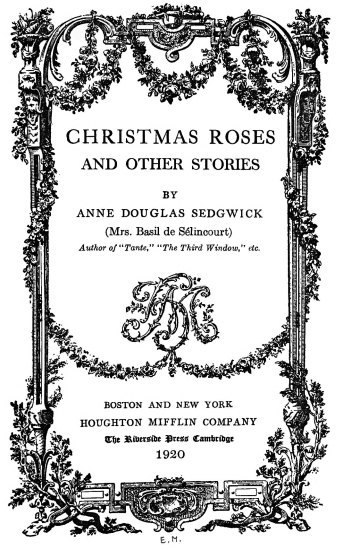 CHRISTMAS ROSES
AND OTHER STORIES
BY
ANNE DOUGLAS SEDGWICK
(Mrs. Basil de Sélincourt)
Author of "Tante," "The Third Window," etc.
BOSTON AND NEW YORK
HOUGHTON MIFFLIN COMPANY
The Riverside Press Cambridge
1920
E.M.